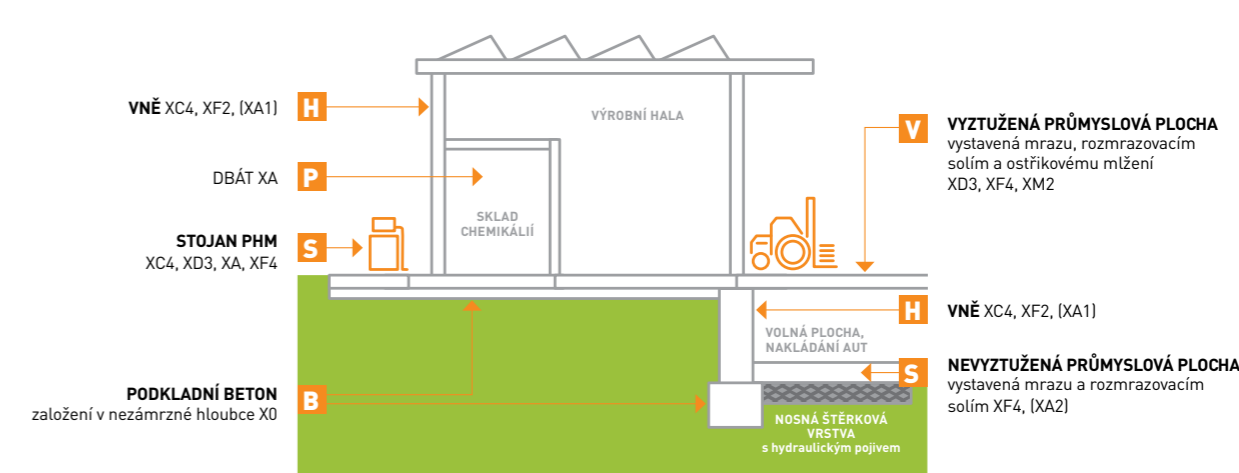 VNĚ XC4, XF2, (XA1)
H
DBÁT XA
P
STOJAN PHM
XC4, XD3, XA, XF4
S
PODKLADNÍ BETON
založení v nezámrzné hloubce X0
B
VÝROBNÍ HALA
SKLAD
CHEMIKÁLIÍ
V
VYZTUŽENÁ PRŮMYSLOVÁ PLOCHA
vystavená mrazu, rozmrazovacím
solím a ostřikovému mlžení
XD3, XF4, XM2
H
VNĚ XC4, XF2, (XA1)
VOLNÁ PLOCHA,
NAKLÁDÁNÍ AUT
S
NEVYZTUŽENÁ PRŮMYSLOVÁ PLOCHA
vystavená mrazu a rozmrazovacím
solím XF4, (XA2)
NOSNÁ ŠTĚRKOVÁ
VRSTVA
s hydraulickým pojivem